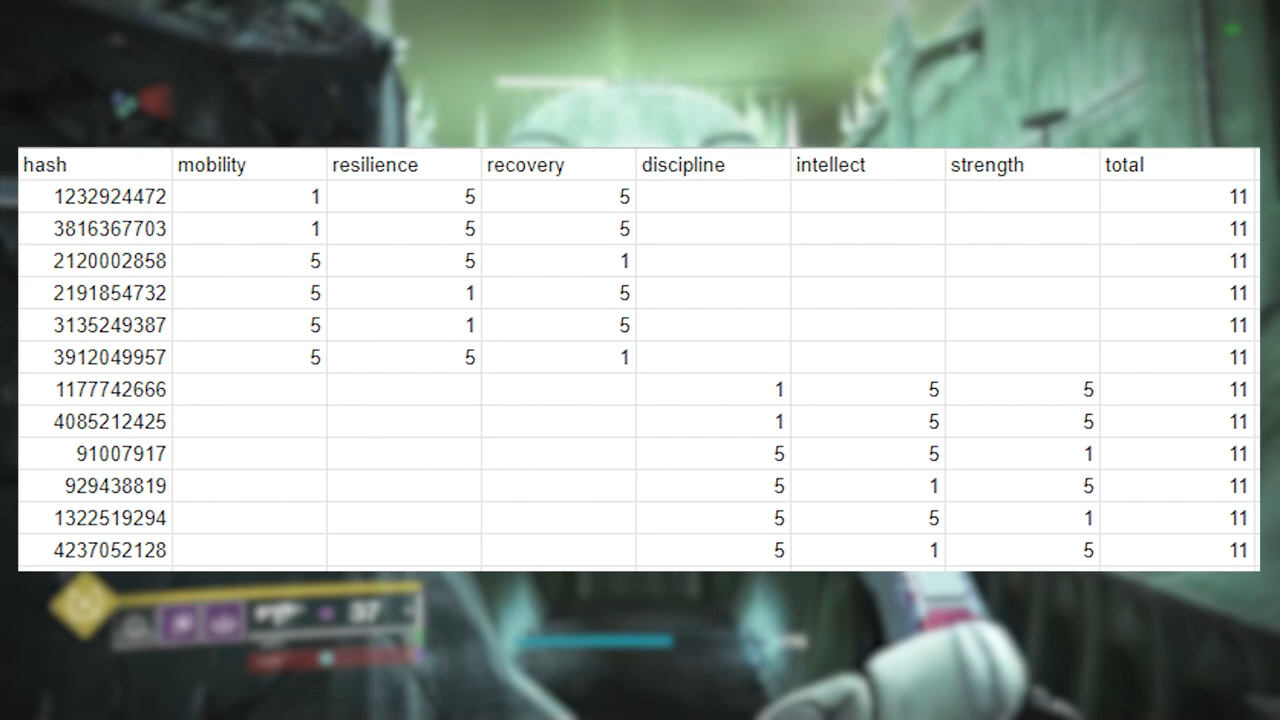 hash mobility resilience recovery discipline intellect strength total
1232924472 1 5 5 11
3816367703 1 5 5 11
2120002858 5 5 1 11
2191854732 5 1 5 11
3135249387 5 1 5 11
3912049957 5 5 1 11
1177742666 1 5 5 11
4085212425 1 5 5 11
91007917 5 5 1 11
929438819 5 1 5 11
1322519294 5 5 1 11
4237052128 5 1 5 11
37